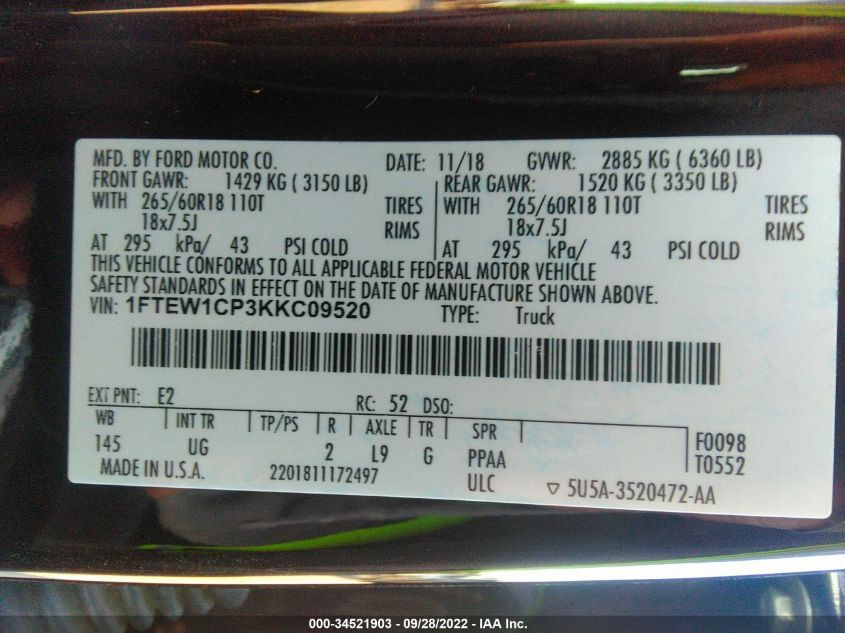 MFD. BY FORD MOTOR CO. DATE: 11/18 GVWR: 2885 KG ( 6360 LB)
FRONT GAWR: 1429 KG ( 3150 LB) REAR GAWR: 1520 KG ( 3350 LB)
WITH 265/60R18 110T TIRES WITH 265/60R18 110T TIRES
18x7.5J RIMS 18x7.5J RIMS
AT 295 kPa/ 43 PSI COLD AT 295 kPa/ 43 PSI COLD
THIS VEHICLE CONFORMS TO ALL APPLICABLE FEDERAL MOTOR VEHICLE
SAFETY STANDARDS IN EFFECT ON THE DATE OF MANUFACTURE SHOWN ABOVE.
VIN: 1FTEW1CP3KKC09520 TYPE: Truck
EXT PNT: E2 RC: 52 DSO:
WB INT TR TP/PS R AXLE TR SPR F0098
145 UG 2 L9 G PPAA T0552
MADE IN U.S.A. 2201811172497 ULC ▽ 5U5A-3520472-AA
000-34521903 - 09/28/2022 - IAA Inc.